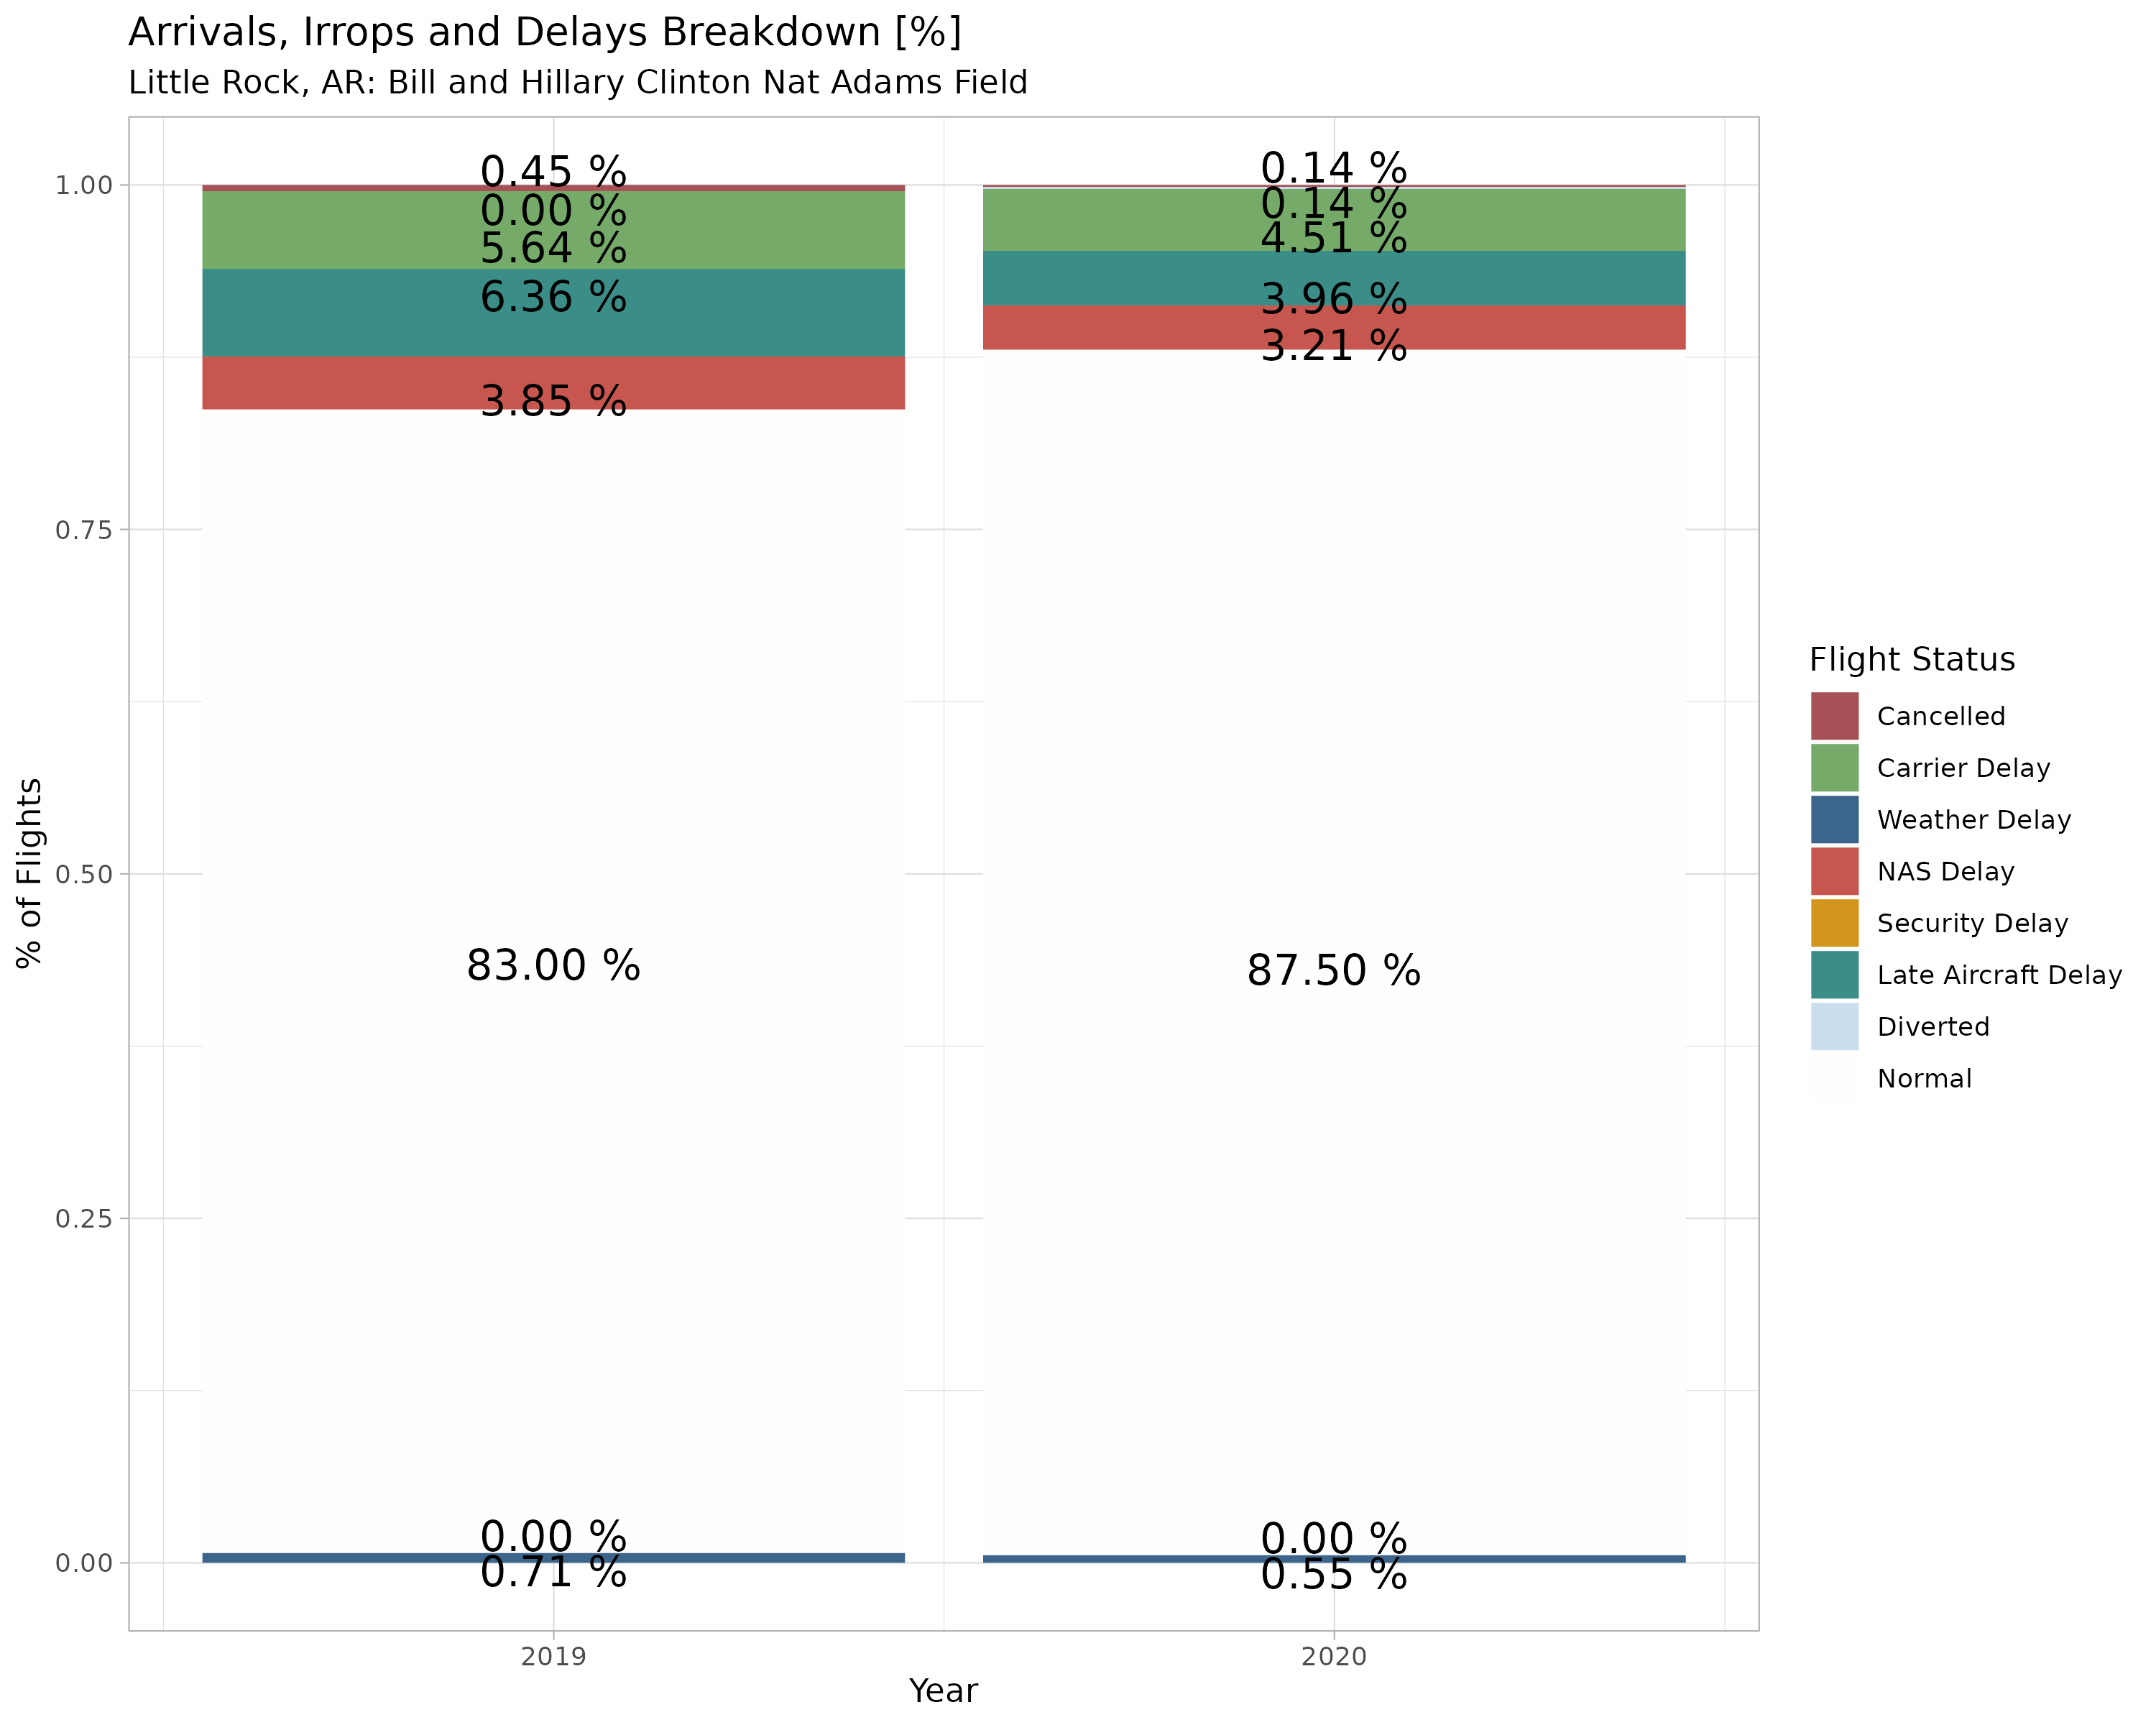 Arrivals, Irrops and Delays Breakdown [%]
Little Rock, AR: Bill and Hillary Clinton Nat Adams Field
% of Flights
1.00
0.75
0.50
0.25
0.00
0.45 %
0.00 %
5.64 %
6.36 %
3.85 %
83.00 %
0.00 %
0.71 %
0.14 %
0.14 %
4.51 %
3.96 %
3.21 %
87.50 %
0.00 %
0.55 %
2019
2020
Year
Flight Status
Cancelled
Carrier Delay
Weather Delay
NAS Delay
Security Delay
Late Aircraft Delay
Diverted
Normal